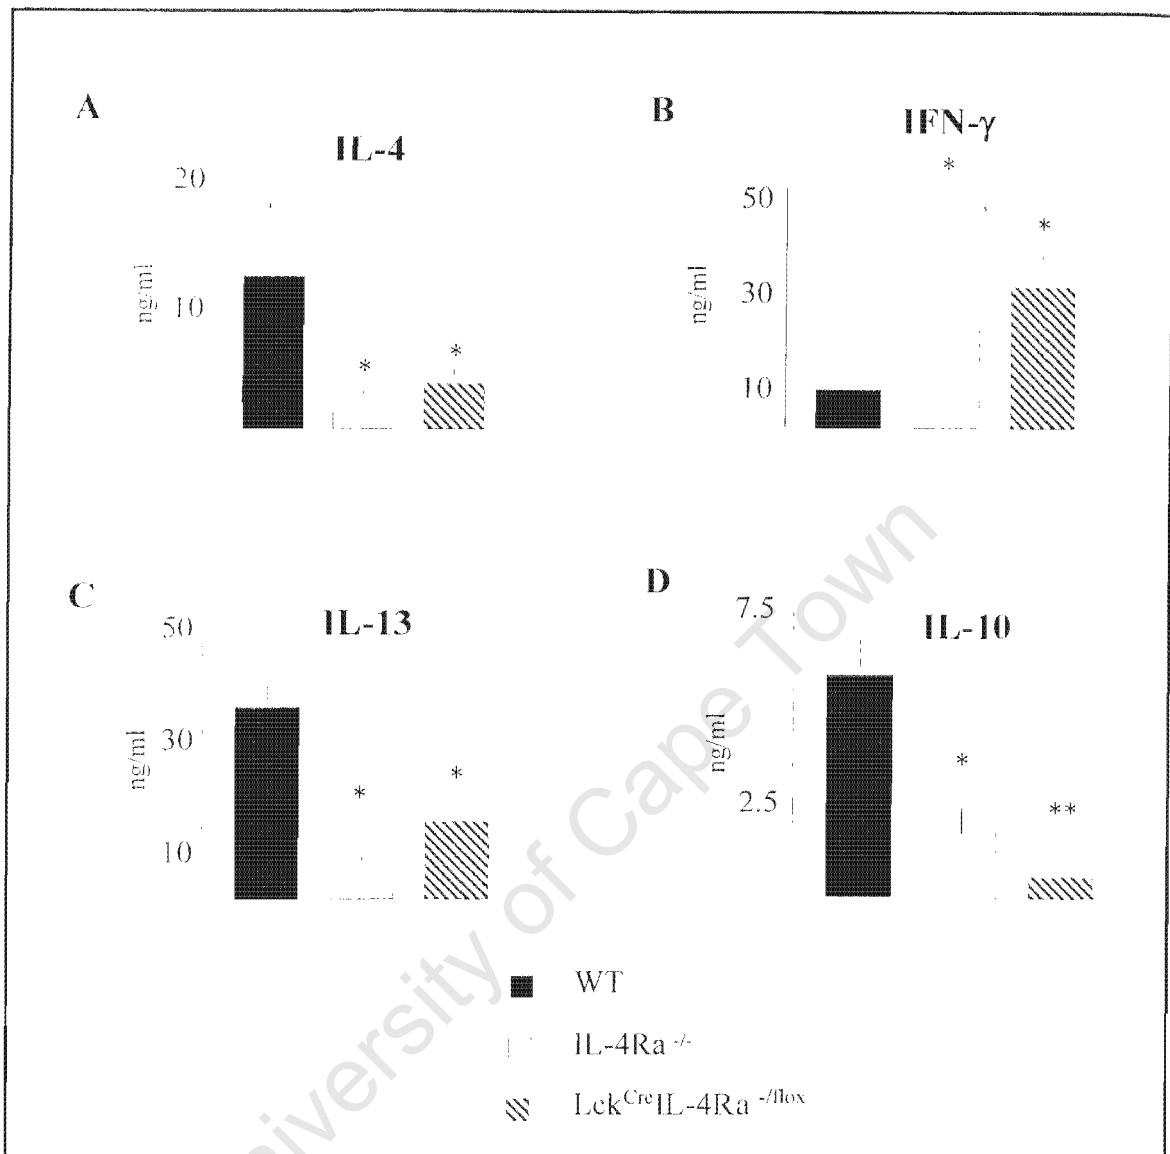 A
IL-4
20
10
ng/ml
*
*
B
IFN-γ
50
30
10
ng/ml
*
*
C
IL-13
50
30
10
ng/ml
*
*
D
IL-10
7.5
2.5
ng/ml
*
**
WT
IL-4Ra -/-
LckCreIL-4Ra -/flox
University of Cape Town